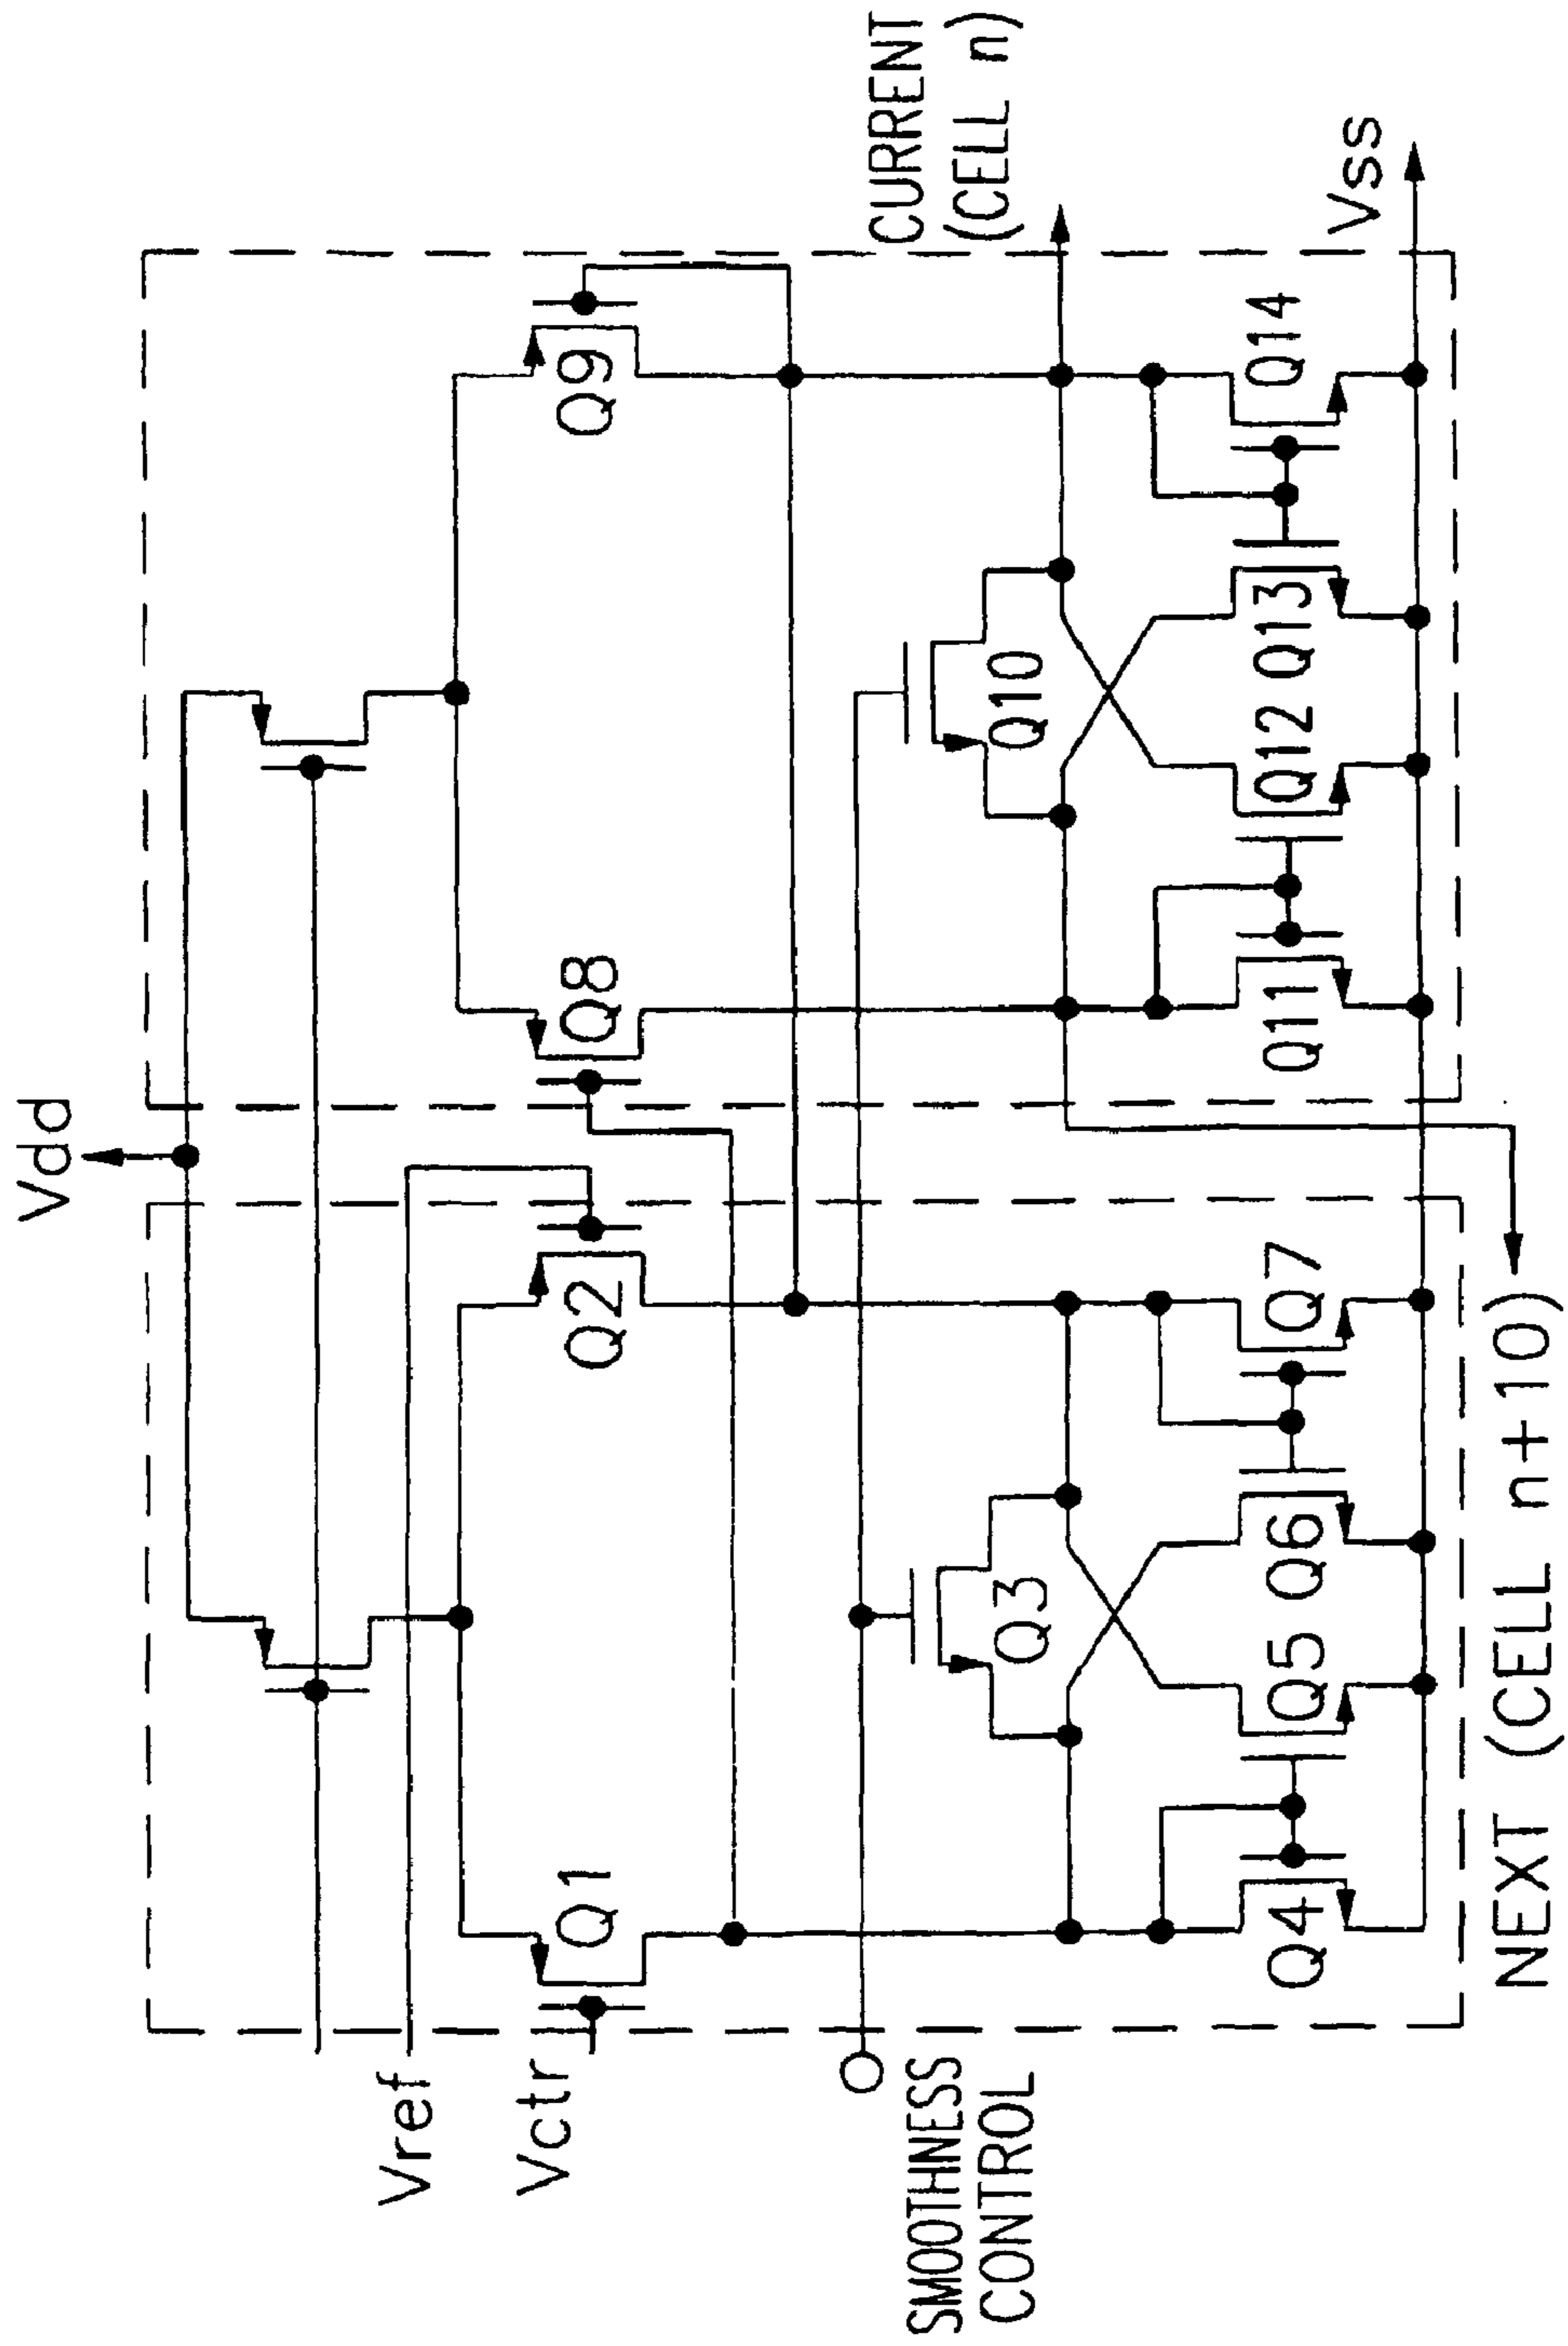 Vdd
Vref
Vctr
Q1
Q2
Q8
Q9
SMOOTHNESS
CONTROL
Q3
Q10
CURRENT
(CELL n)
Q4
Q5
Q6
Q7
Q11
Q12
Q13
Q14
Vss
NEXT (CELL n+10)